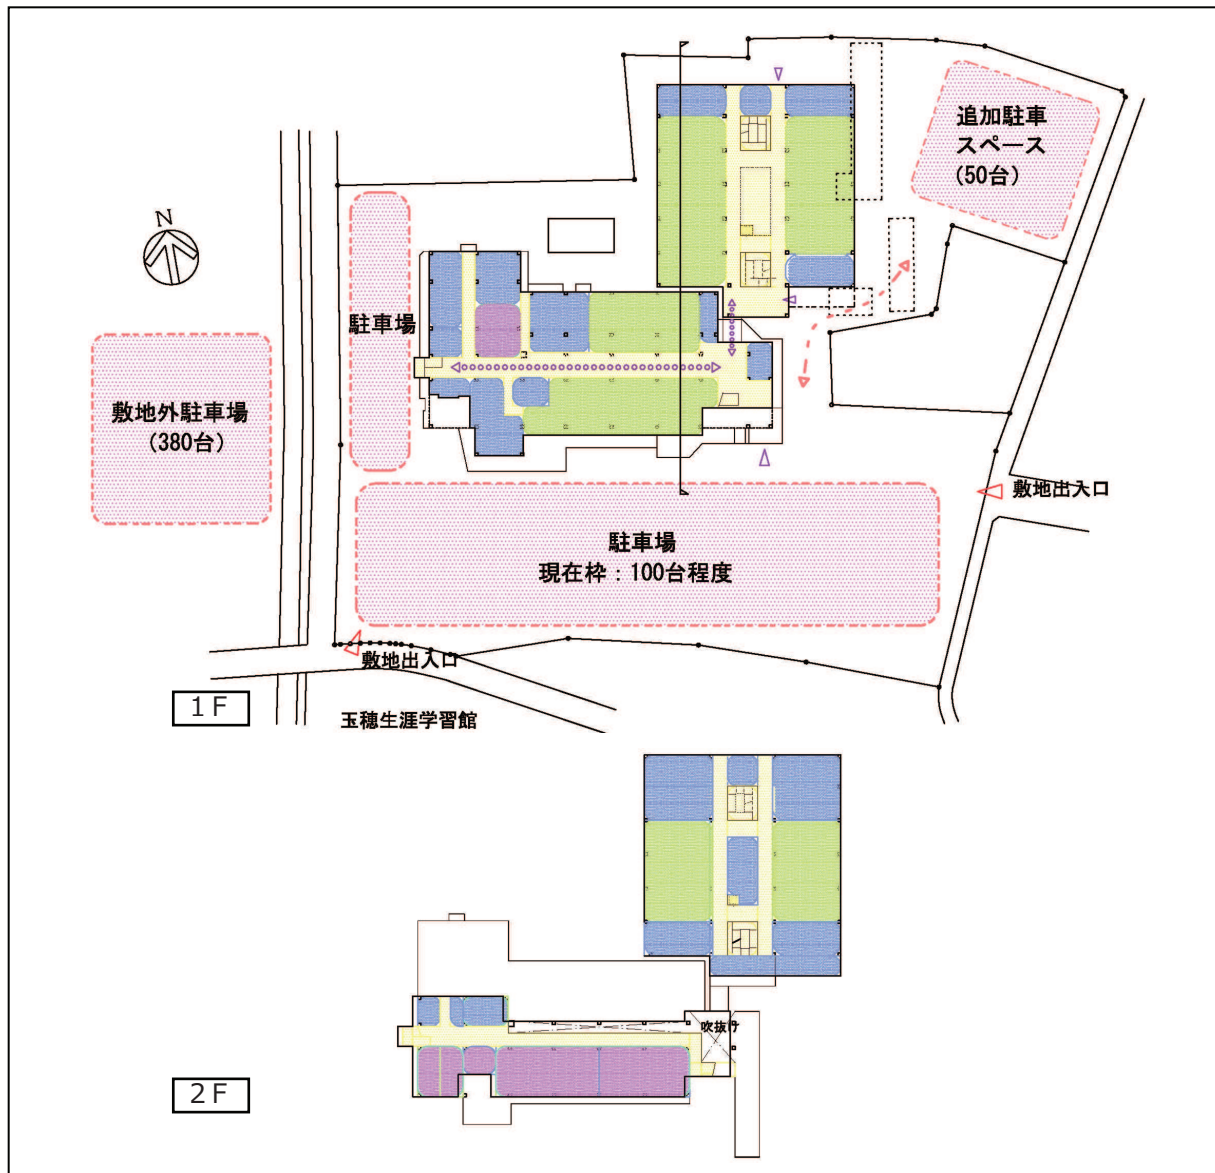 追加駐車
スペース
(50台)
N
駐車場
敷地外駐車場
(380台)
敷地出入口
駐車場
現在枠：100台程度
敷地出入口
1F
玉穂生涯学習館
吹抜け
2F